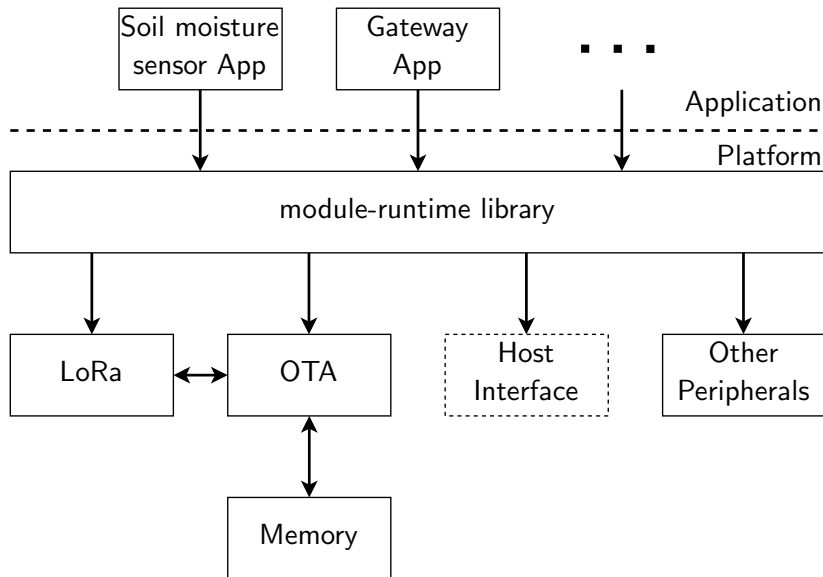 Soil moisture
sensor App
Gateway
App
. . .
Application
Platform
module-runtime library
LoRa
OTA
Host
Interface
Other
Peripherals
Memory